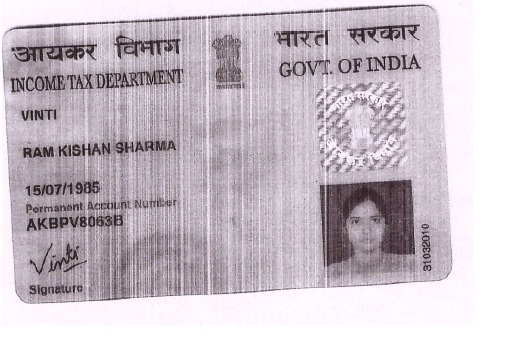 आयकर विभाग
भारत सरकार
INCOME TAX DEPARTMENT
GOVT. OF INDIA
VINTI
RAM KISHAN SHARMA
15/07/1985
Permanent Account Number
AKBPV8063B
Vinti
Signature
31032010